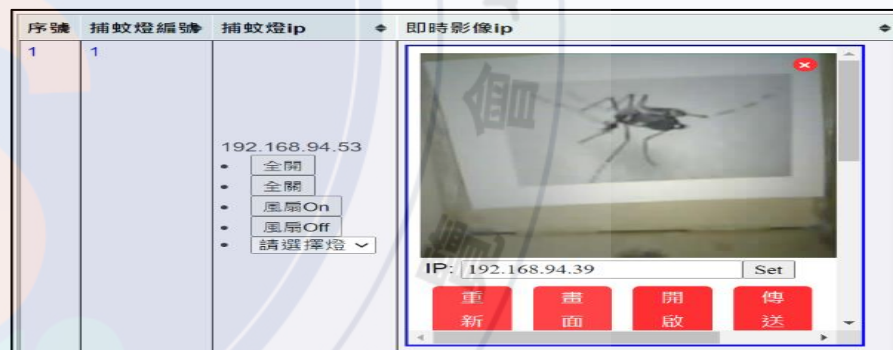 序號 捕蚊燈編號 捕蚊燈ip 即時影像ip
1 1
192.168.94.53
全開
全關
風扇On
風扇Off
請選擇燈
IP: 192.168.94.39 Set
重新 畫面 開啟 傳送
會